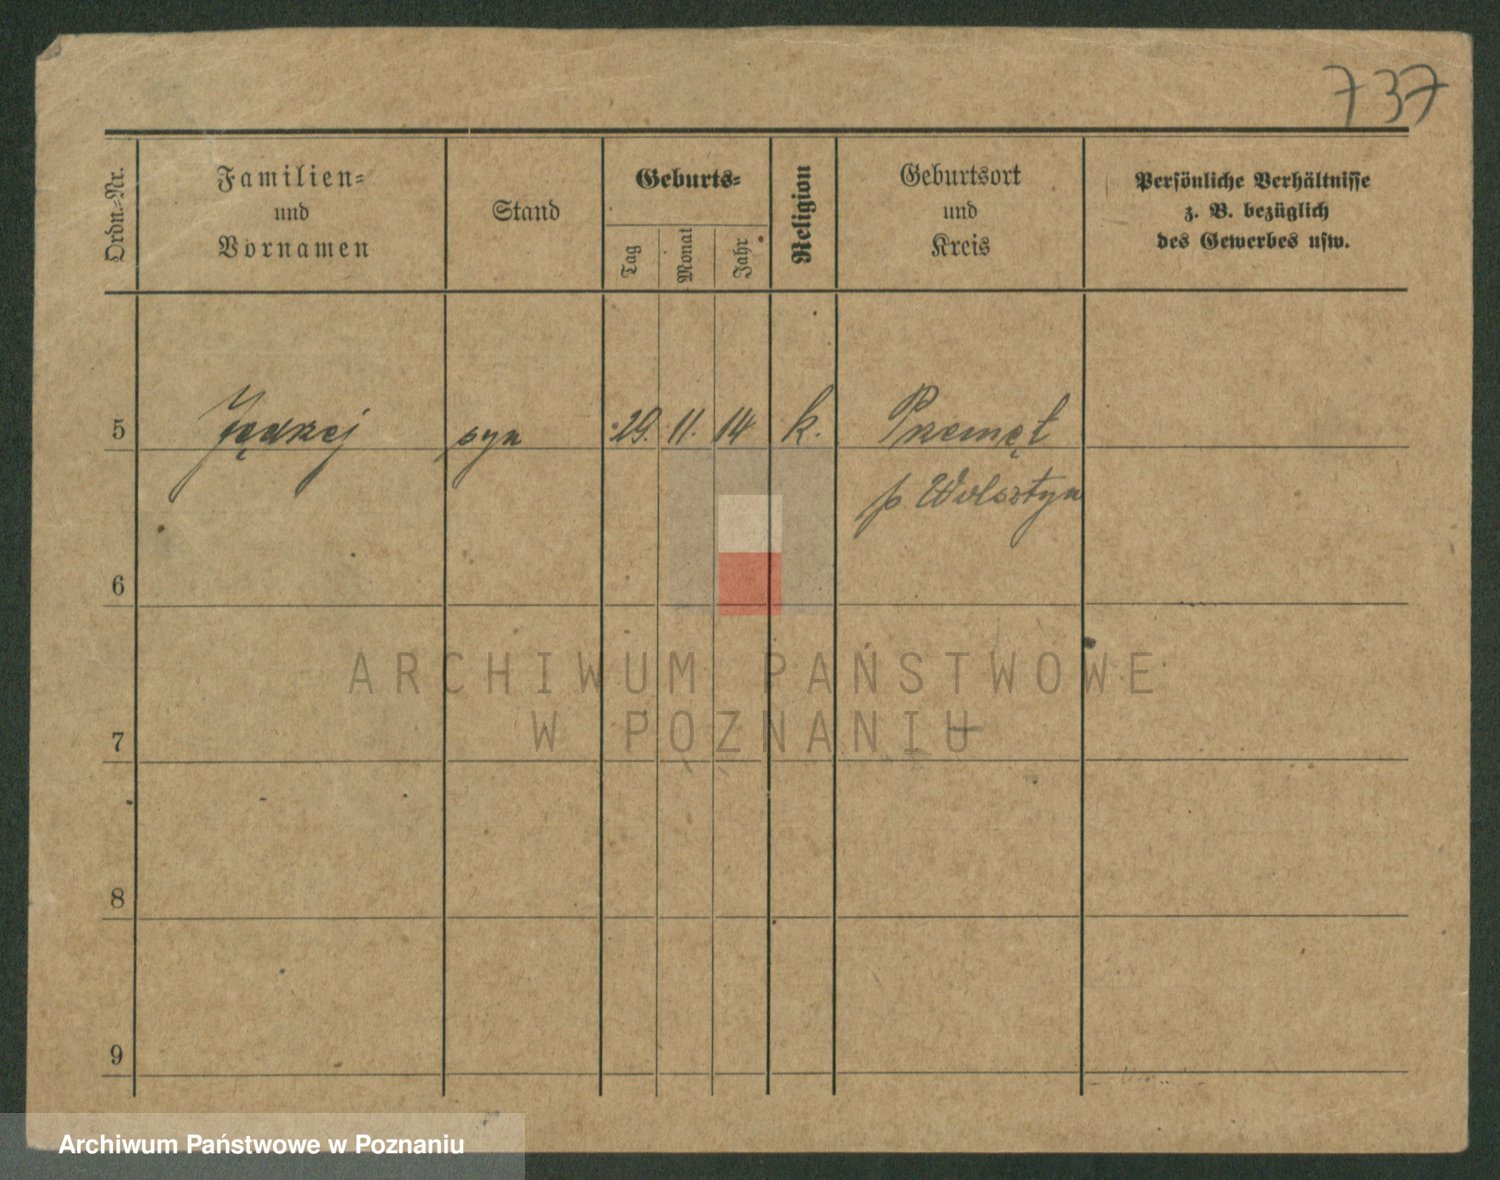 737
Ordn.-Nr.
Familien-
und
Vornamen
Stand
Geburts-
Tag
Monat
Jahr
Religion
Geburtsort
und
Kreis
Persönliche Verhältnisse
z. B. bezüglich
des Gewerbes usw.
5 Jędrzej syn 29. 11. 14 k. Przemęt
p Wolsztyn
6
ARCHIWUM PAŃSTWOWE
W POZNANIU
7
8
9
Archiwum Państwowe w Poznaniu